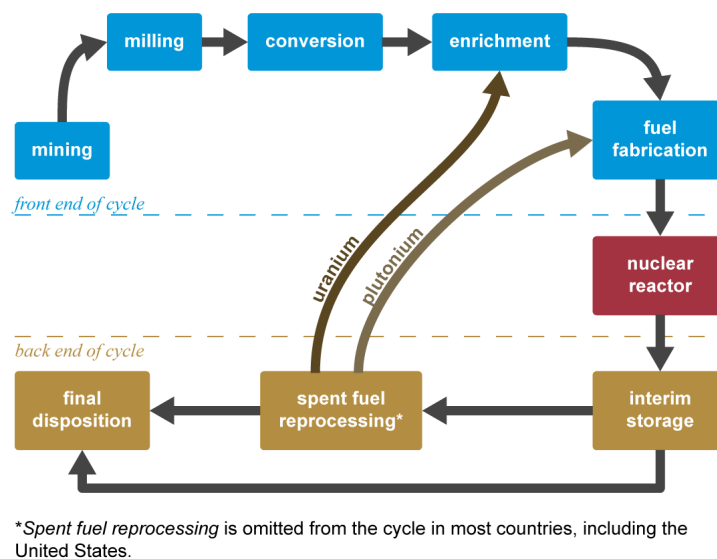 milling
conversion
enrichment
mining
fuel
fabrication
front end of cycle
uranium
plutonium
nuclear
reactor
back end of cycle
final
disposition
spent fuel
reprocessing*
interim
storage
*Spent fuel reprocessing is omitted from the cycle in most countries, including the
United States.